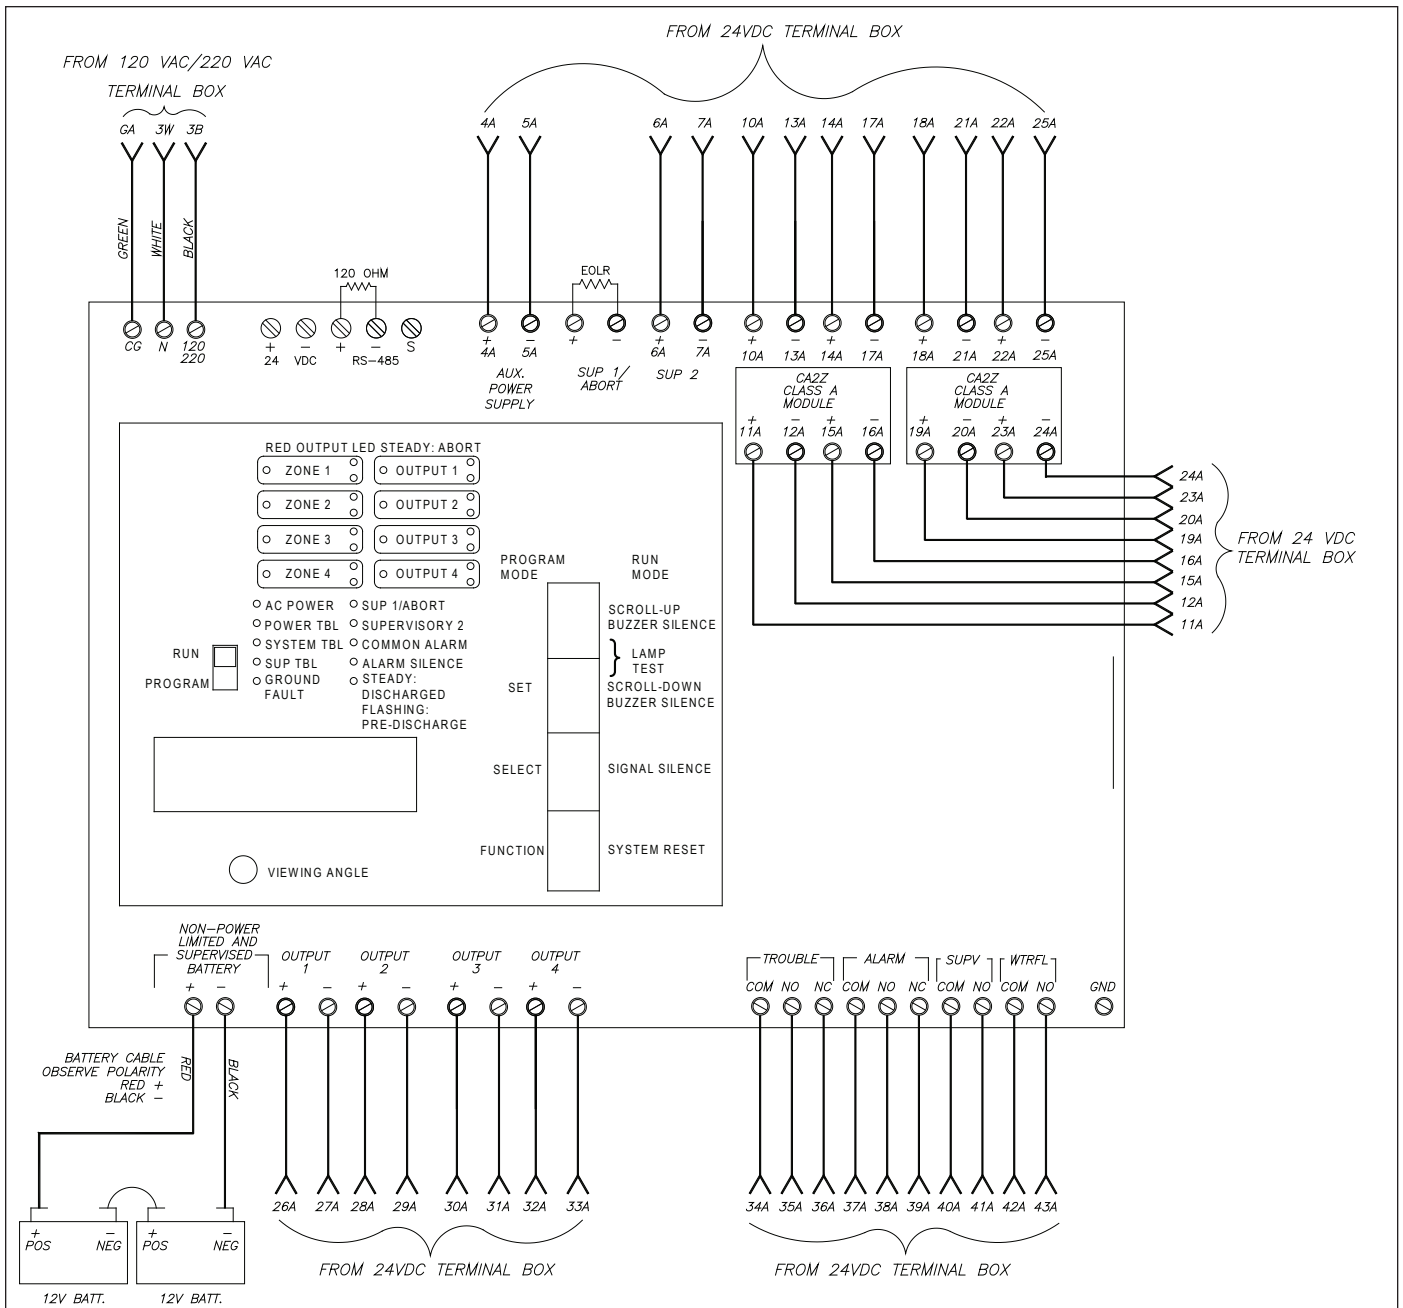 FROM 24VDC TERMINAL BOX
FROM 120 VAC/220 VAC
TERMINAL BOX
GA 3W 3B
4A 5A 6A 7A 10A 13A 14A 17A 18A 21A 22A 25A
GREEN
WHITE
BLACK
120 OHM
EOLR
CG N 120
220
+ − + − S
24 VDC RS−485
+ − + − + − + − + − + − + −
4A 5A 6A 7A 10A 13A 14A 17A 18A 21A 22A 25A
AUX.
POWER
SUPPLY
SUP 1/
ABORT
SUP 2
CA2Z
CLASS A
MODULE
+ − + −
11A 12A 15A 16A
CA2Z
CLASS A
MODULE
+ − + −
19A 20A 23A 24A
24A
23A
20A
19A
16A
15A
12A
11A
FROM 24 VDC
TERMINAL BOX
RED OUTPUT LED STEADY: ABORT
ZONE 1 OUTPUT 1
ZONE 2 OUTPUT 2
ZONE 3 OUTPUT 3
ZONE 4 OUTPUT 4
AC POWER SUP 1/ABORT
POWER TBL SUPERVISORY 2
SYSTEM TBL COMMON ALARM
SUP TBL ALARM SILENCE
GROUND
FAULT
STEADY:
DISCHARGED
FLASHING:
PRE-DISCHARGE
RUN
PROGRAM
PROGRAM
MODE
RUN
MODE
SCROLL-UP
BUZZER SILENCE
} LAMP
TEST
SET
SCROLL-DOWN
BUZZER SILENCE
SELECT SIGNAL SILENCE
FUNCTION SYSTEM RESET
VIEWING ANGLE
NON−POWER
LIMITED AND
SUPERVISED
BATTERY
+ −
OUTPUT
1
+ −
OUTPUT
2
+ −
OUTPUT
3
+ −
OUTPUT
4
+ −
TROUBLE ALARM SUPV WTRFL
COM NO NC COM NO NC COM NO COM NO GND
BATTERY CABLE
OBSERVE POLARITY
RED +
BLACK −
RED
BLACK
26A 27A 28A 29A 30A 31A 32A 33A
34A 35A 36A 37A 38A 39A 40A 41A 42A 43A
FROM 24VDC TERMINAL BOX
FROM 24VDC TERMINAL BOX
+ − + −
POS NEG POS NEG
12V BATT. 12V BATT.